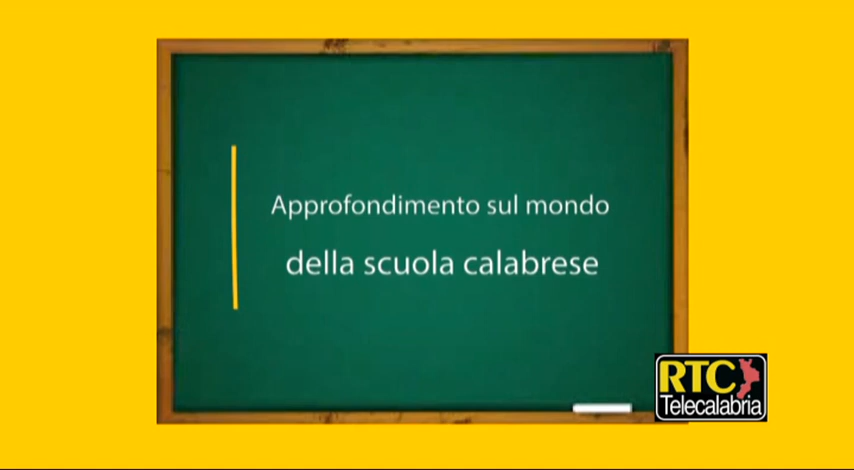 Approfondimento sul mondo
della scuola calabrese
RTC
Telecalabria